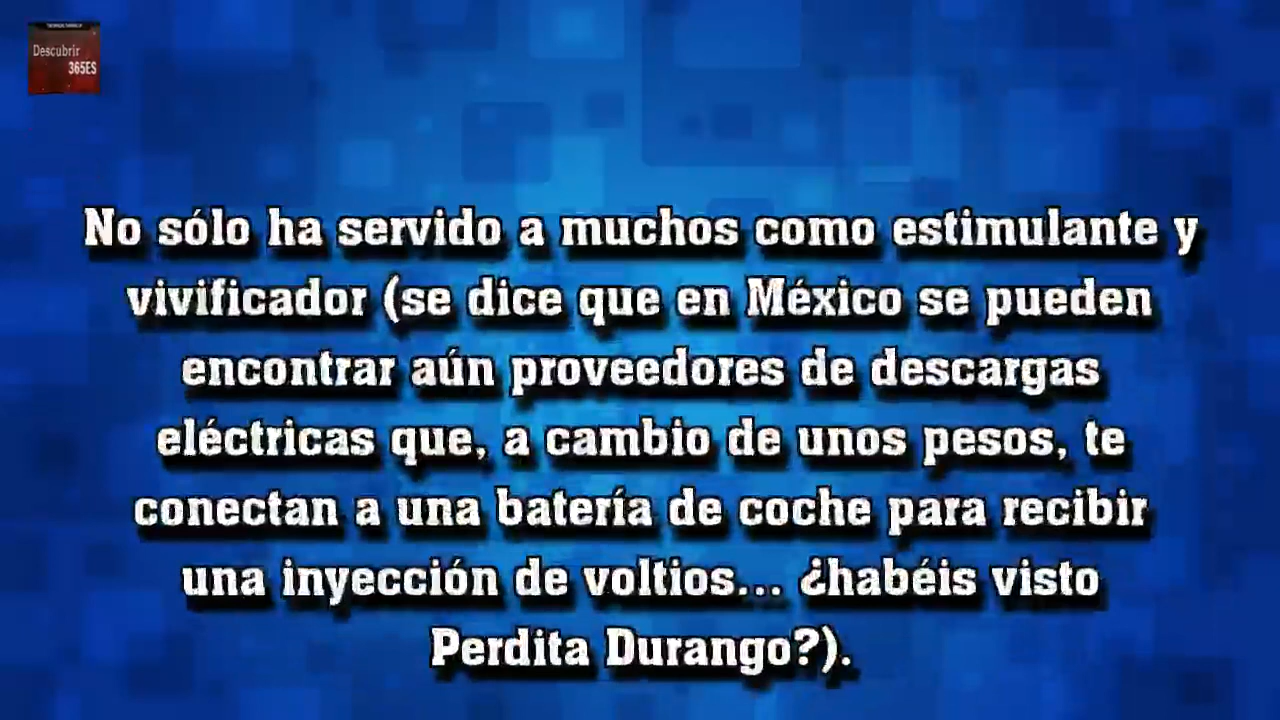 Descubrir
365ES
No sólo ha servido a muchos como estimulante y
vivificador (se dice que en México se pueden
encontrar aún proveedores de descargas
eléctricas que, a cambio de unos pesos, te
conectan a una batería de coche para recibir
una inyección de voltios... ¿habéis visto
Perdita Durango?).